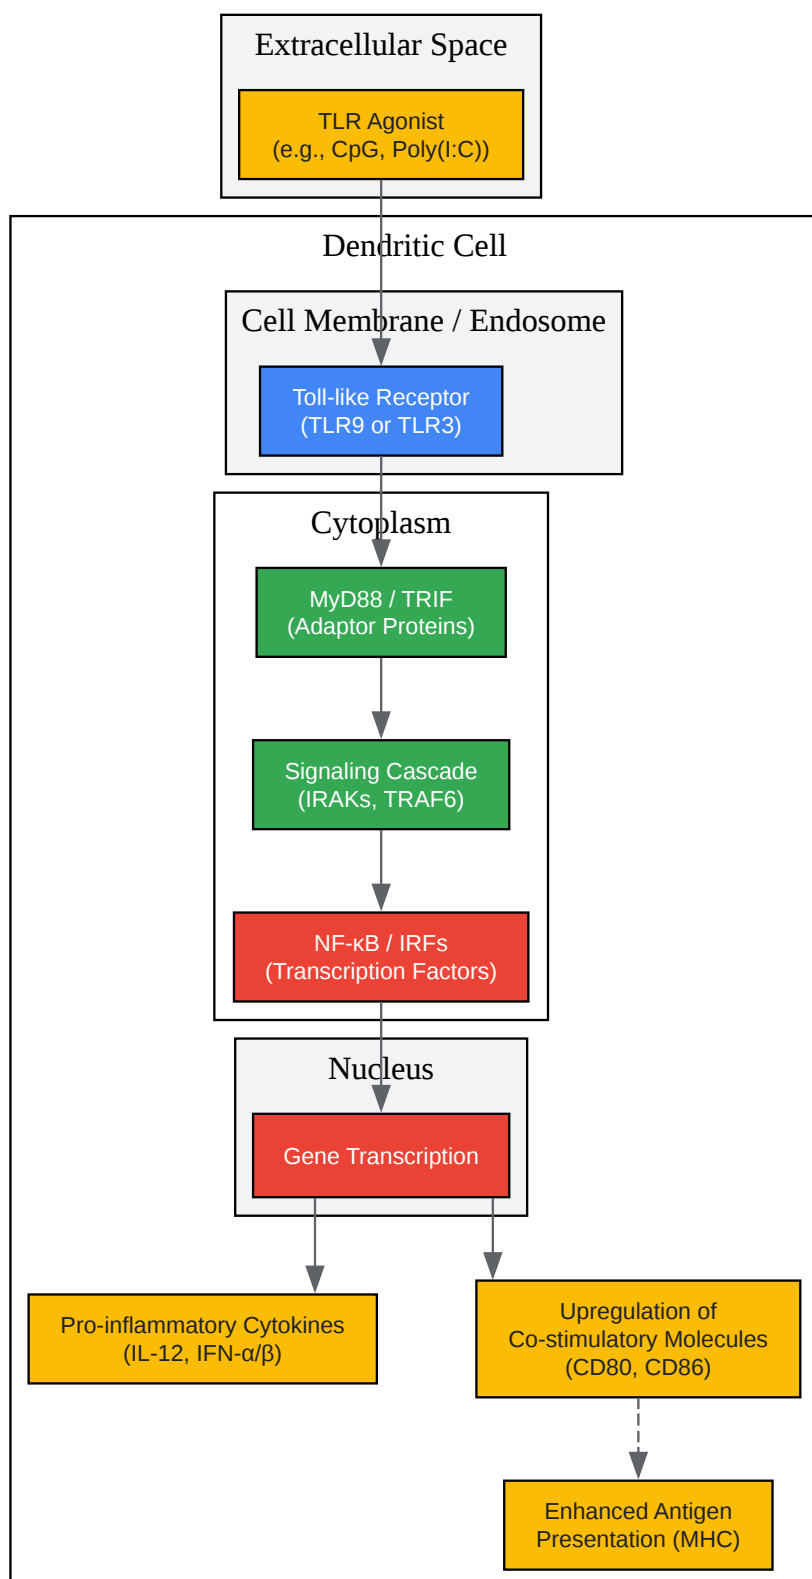 Extracellular Space
TLR Agonist
(e.g., CpG, Poly(I:C))
Dendritic Cell
Cell Membrane / Endosome
Toll-like Receptor
(TLR9 or TLR3)
Cytoplasm
MyD88 / TRIF
(Adaptor Proteins)
Signaling Cascade
(IRAKs, TRAF6)
NF-κB / IRFs
(Transcription Factors)
Nucleus
Gene Transcription
Pro-inflammatory Cytokines
(IL-12, IFN-α/β)
Upregulation of
Co-stimulatory Molecules
(CD80, CD86)
Enhanced Antigen
Presentation (MHC)